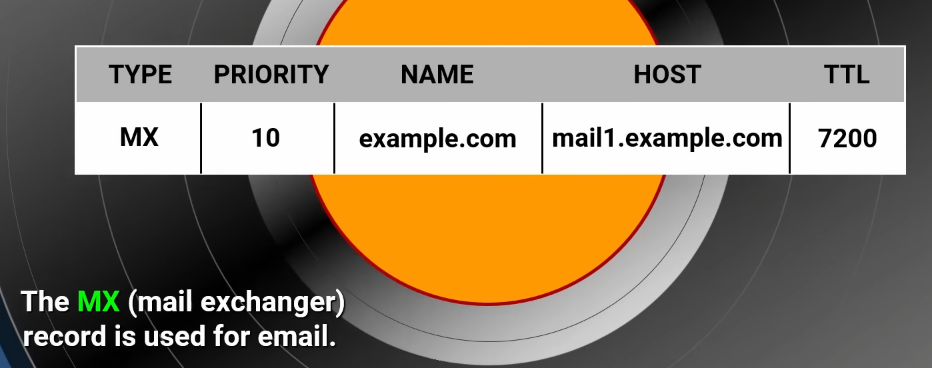 TYPE PRIORITY NAME HOST TTL
MX 10 example.com mail1.example.com 7200
The MX (mail exchanger)
record is used for email.